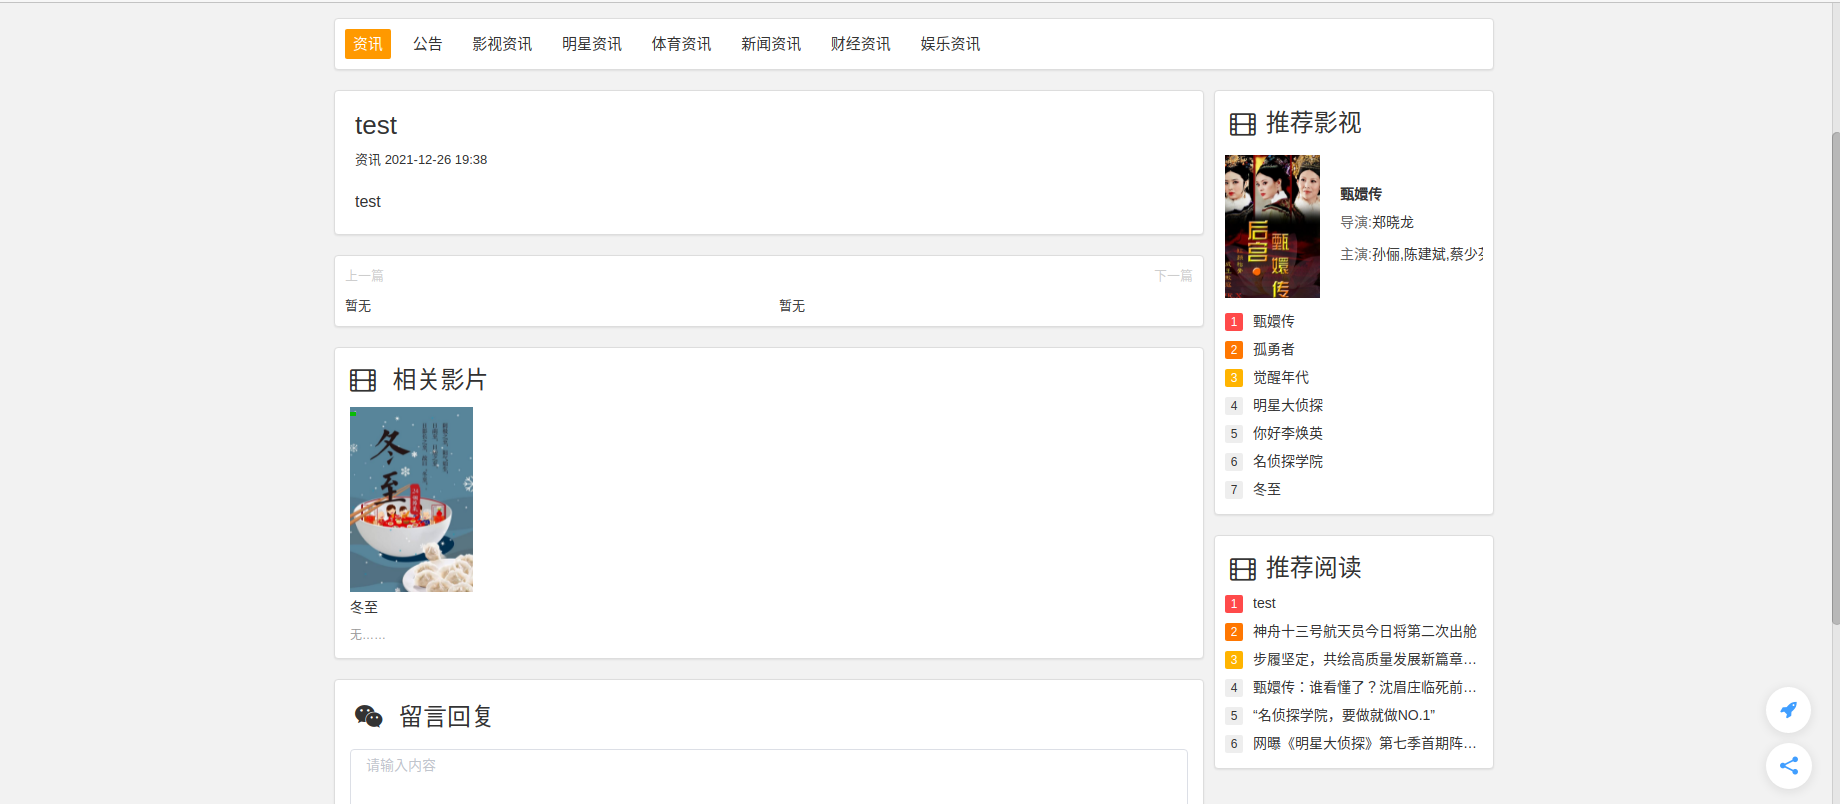 资讯 公告 影视资讯 明星资讯 体育资讯 新闻资讯 财经资讯 娱乐资讯
test
资讯 2021-12-26 19:38
test
上一篇 下一篇
暂无 暂无
相关影片
冬至
冬至
无……
留言回复
请输入内容
推荐影视
后宫·
甄嬛传
甄嬛传
导演:郑晓龙
主演:孙俪,陈建斌,蔡少
1 甄嬛传
2 孤勇者
3 觉醒年代
4 明星大侦探
5 你好李焕英
6 名侦探学院
7 冬至
推荐阅读
1 test
2 神舟十三号航天员今日将第二次出舱
3 步履坚定，共绘高质量发展新篇章…
4 甄嬛传：谁看懂了？沈眉庄临死前…
5 “名侦探学院，要做就做NO.1”
6 网曝《明星大侦探》第七季首期阵…